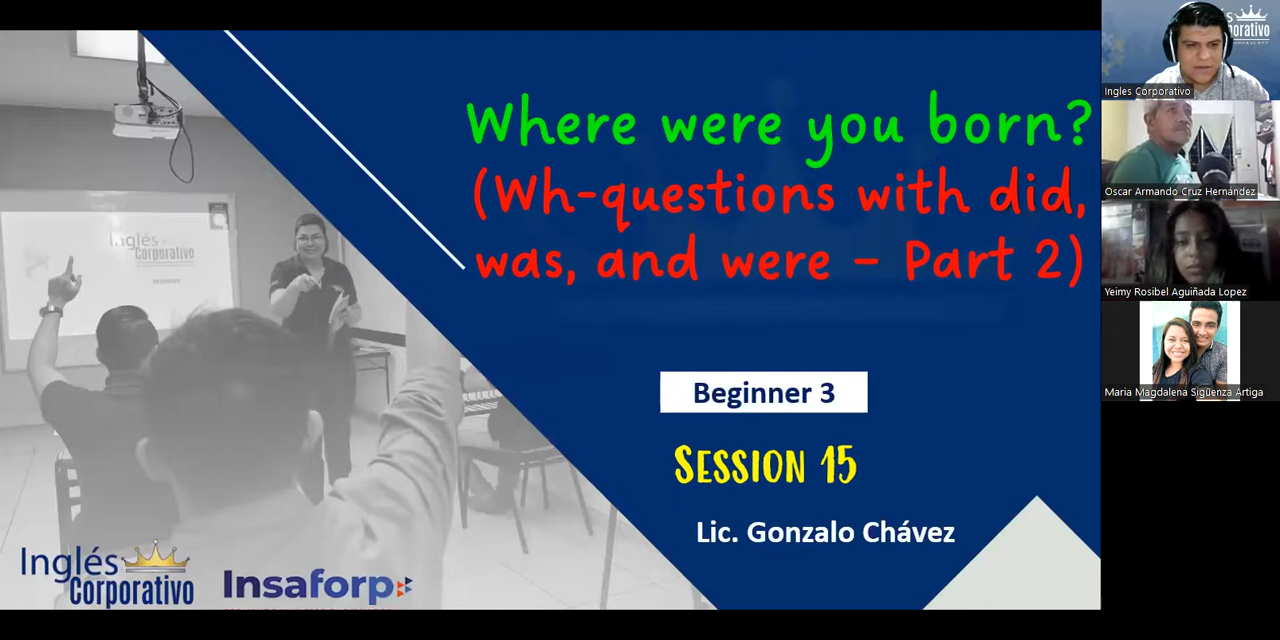 Where were you born?
(Wh-questions with did,
was, and were - Part 2)
Beginner 3
SESSION 15
Lic. Gonzalo Chávez
Inglés
Corporativo
Insaforp
Inglés
Corporativo
Ingles Corporativo
Oscar Armando Cruz Hernández
Yeimy Rosibel Aguiñada Lopez
Maria Magdalena Sigüenza Artiga